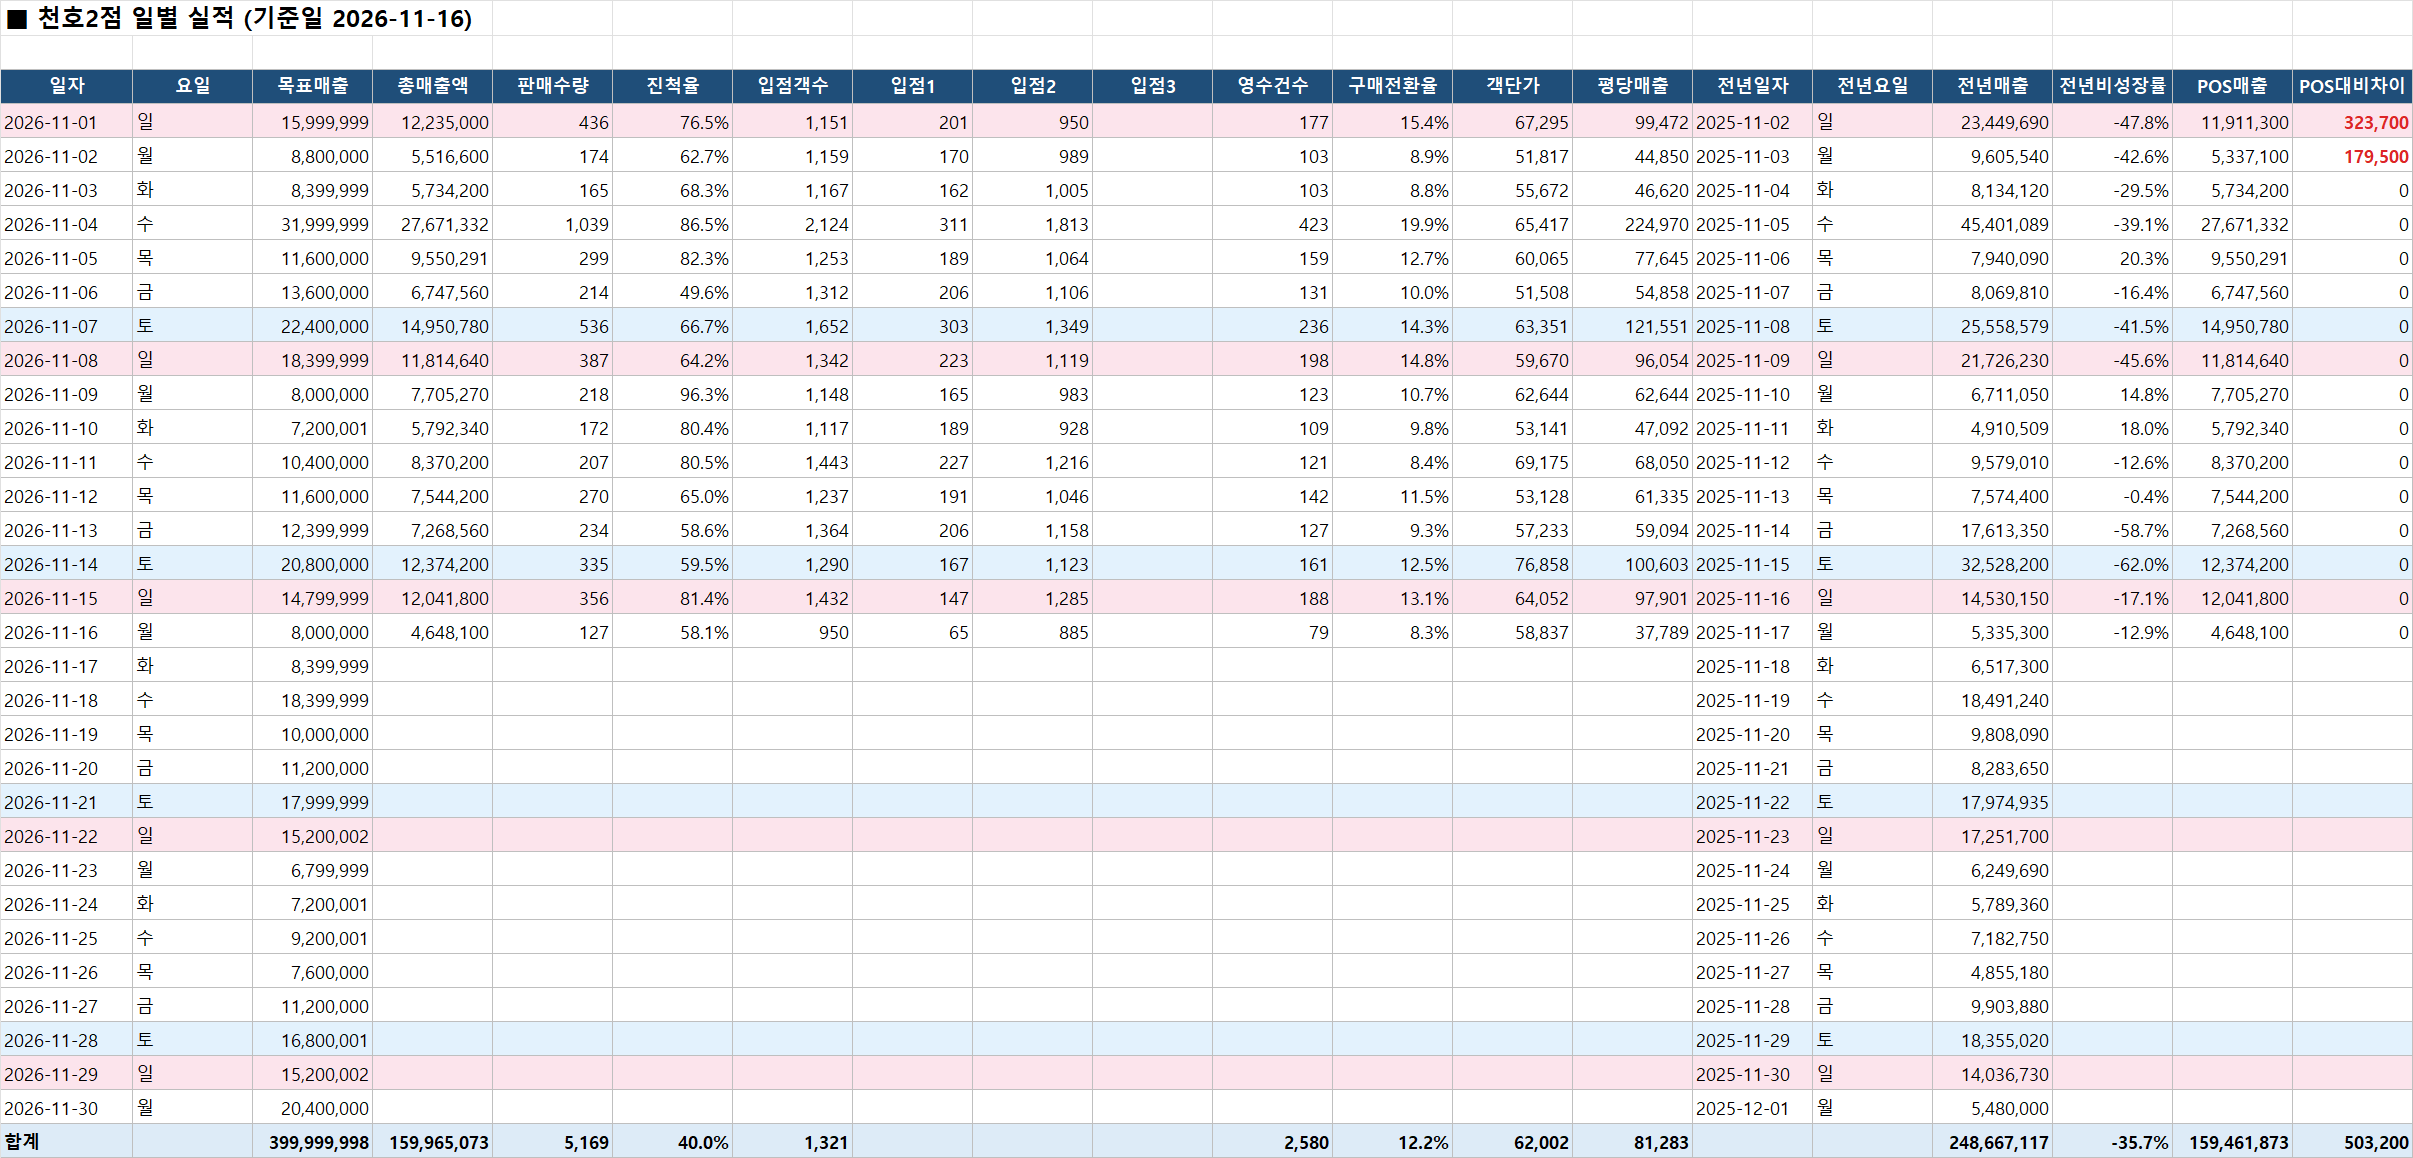 ■ 천호2점 일별 실적 (기준일 2026-11-16)
일자 요일 목표매출 총매출액 판매수량 진척율 입점객수 입점1 입점2 입점3 영수건수 구매전환율 객단가 평당매출 전년일자 전년요일 전년매출 전년비성장률 POS매출 POS대비차이
2026-11-01 일 15,999,999 12,235,000 436 76.5% 1,151 201 950 177 15.4% 67,295 99,472 2025-11-02 일 23,449,690 -47.8% 11,911,300 323,700
2026-11-02 월 8,800,000 5,516,600 174 62.7% 1,159 170 989 103 8.9% 51,817 44,850 2025-11-03 월 9,605,540 -42.6% 5,337,100 179,500
2026-11-03 화 8,399,999 5,734,200 165 68.3% 1,167 162 1,005 103 8.8% 55,672 46,620 2025-11-04 화 8,134,120 -29.5% 5,734,200 0
2026-11-04 수 31,999,999 27,671,332 1,039 86.5% 2,124 311 1,813 423 19.9% 65,417 224,970 2025-11-05 수 45,401,089 -39.1% 27,671,332 0
2026-11-05 목 11,600,000 9,550,291 299 82.3% 1,253 189 1,064 159 12.7% 60,065 77,645 2025-11-06 목 7,940,090 20.3% 9,550,291 0
2026-11-06 금 13,600,000 6,747,560 214 49.6% 1,312 206 1,106 131 10.0% 51,508 54,858 2025-11-07 금 8,069,810 -16.4% 6,747,560 0
2026-11-07 토 22,400,000 14,950,780 536 66.7% 1,652 303 1,349 236 14.3% 63,351 121,551 2025-11-08 토 25,558,579 -41.5% 14,950,780 0
2026-11-08 일 18,399,999 11,814,640 387 64.2% 1,342 223 1,119 198 14.8% 59,670 96,054 2025-11-09 일 21,726,230 -45.6% 11,814,640 0
2026-11-09 월 8,000,000 7,705,270 218 96.3% 1,148 165 983 123 10.7% 62,644 62,644 2025-11-10 월 6,711,050 14.8% 7,705,270 0
2026-11-10 화 7,200,001 5,792,340 172 80.4% 1,117 189 928 109 9.8% 53,141 47,092 2025-11-11 화 4,910,509 18.0% 5,792,340 0
2026-11-11 수 10,400,000 8,370,200 207 80.5% 1,443 227 1,216 121 8.4% 69,175 68,050 2025-11-12 수 9,579,010 -12.6% 8,370,200 0
2026-11-12 목 11,600,000 7,544,200 270 65.0% 1,237 191 1,046 142 11.5% 53,128 61,335 2025-11-13 목 7,574,400 -0.4% 7,544,200 0
2026-11-13 금 12,399,999 7,268,560 234 58.6% 1,364 206 1,158 127 9.3% 57,233 59,094 2025-11-14 금 17,613,350 -58.7% 7,268,560 0
2026-11-14 토 20,800,000 12,374,200 335 59.5% 1,290 167 1,123 161 12.5% 76,858 100,603 2025-11-15 토 32,528,200 -62.0% 12,374,200 0
2026-11-15 일 14,799,999 12,041,800 356 81.4% 1,432 147 1,285 188 13.1% 64,052 97,901 2025-11-16 일 14,530,150 -17.1% 12,041,800 0
2026-11-16 월 8,000,000 4,648,100 127 58.1% 950 65 885 79 8.3% 58,837 37,789 2025-11-17 월 5,335,300 -12.9% 4,648,100 0
2026-11-17 화 8,399,999 2025-11-18 화 6,517,300
2026-11-18 수 18,399,999 2025-11-19 수 18,491,240
2026-11-19 목 10,000,000 2025-11-20 목 9,808,090
2026-11-20 금 11,200,000 2025-11-21 금 8,283,650
2026-11-21 토 17,999,999 2025-11-22 토 17,974,935
2026-11-22 일 15,200,002 2025-11-23 일 17,251,700
2026-11-23 월 6,799,999 2025-11-24 월 6,249,690
2026-11-24 화 7,200,001 2025-11-25 화 5,789,360
2026-11-25 수 9,200,001 2025-11-26 수 7,182,750
2026-11-26 목 7,600,000 2025-11-27 목 4,855,180
2026-11-27 금 11,200,000 2025-11-28 금 9,903,880
2026-11-28 토 16,800,001 2025-11-29 토 18,355,020
2026-11-29 일 15,200,002 2025-11-30 일 14,036,730
2026-11-30 월 20,400,000 2025-12-01 월 5,480,000
합계 399,999,998 159,965,073 5,169 40.0% 1,321 2,580 12.2% 62,002 81,283 248,667,117 -35.7% 159,461,873 503,200